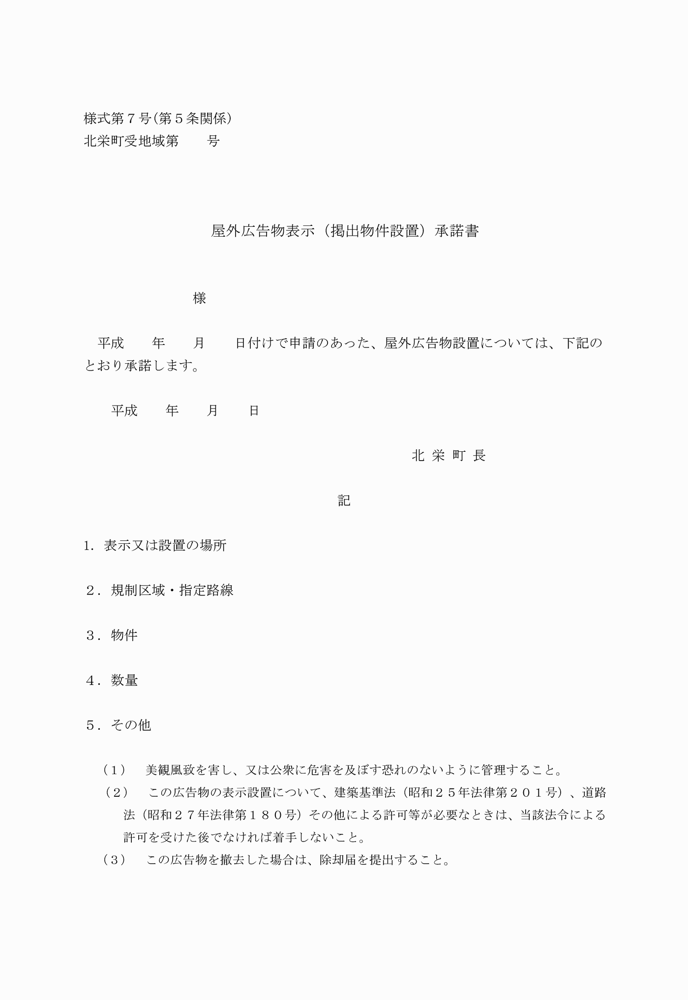 様式第７号（第５条関係）
北栄町受地域第　　号
屋外広告物表示（掲出物件設置）承諾書
様
平成　　年　　月　　日付けで申請のあった、屋外広告物設置については、下記の
とおり承諾します。
平成　　年　　月　　日
北 栄 町 長
記
1. 表示又は設置の場所
２．規制区域・指定路線
３．物件
４．数量
５．その他
（１）　美観風致を害し、又は公衆に危害を及ぼす恐れのないように管理すること。
（２）　この広告物の表示設置について、建築基準法（昭和２５年法律第２０１号）、道路
法（昭和２７年法律第１８０号）その他による許可等が必要なときは、当該法令による
許可を受けた後でなければ着手しないこと。
（３）　この広告物を撤去した場合は、除却届を提出すること。